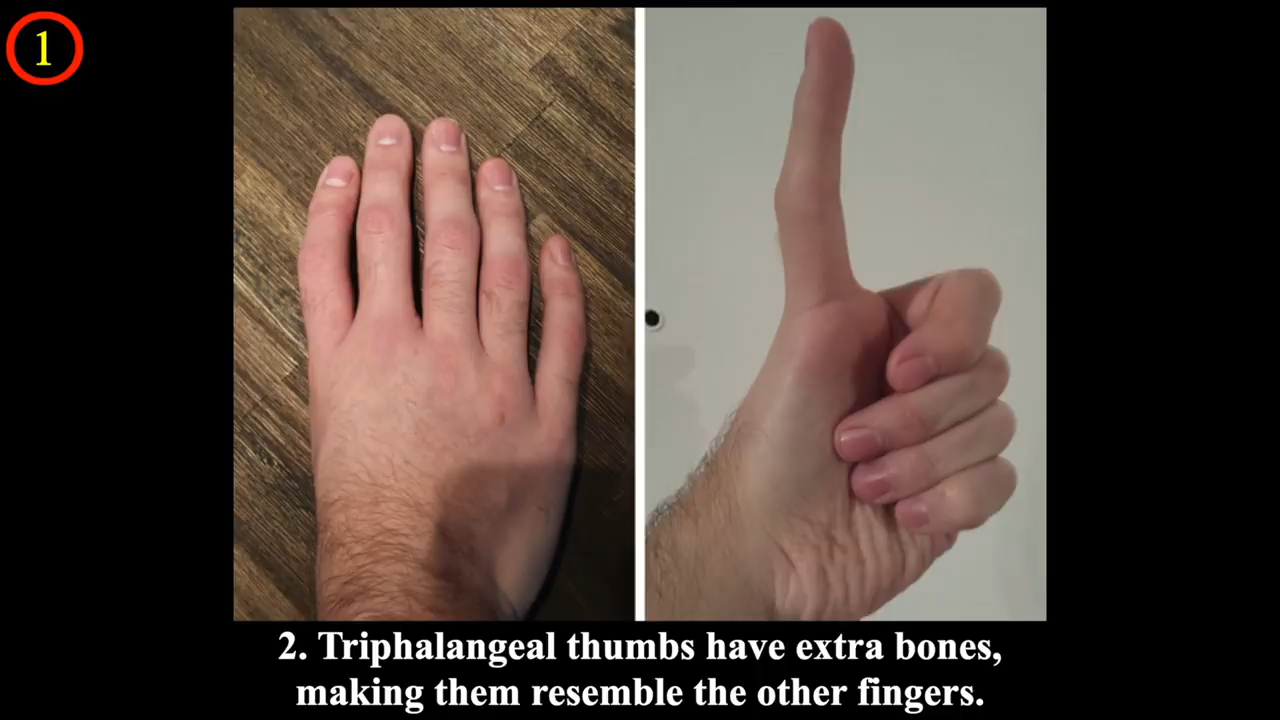 1
2. Triphalangeal thumbs have extra bones,
making them resemble the other fingers.